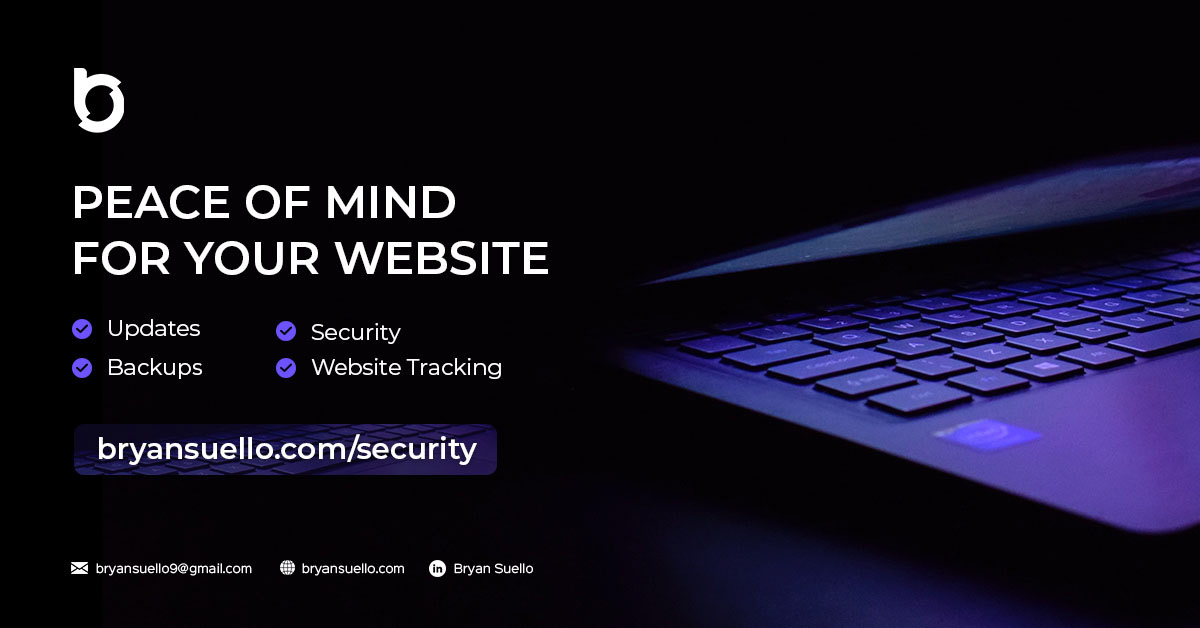 b
PEACE OF MIND
FOR YOUR WEBSITE
Updates
Security
Backups
Website Tracking
bryansuello.com/security
bryansuello9@gmail.com
bryansuello.com
in
Bryan Suello